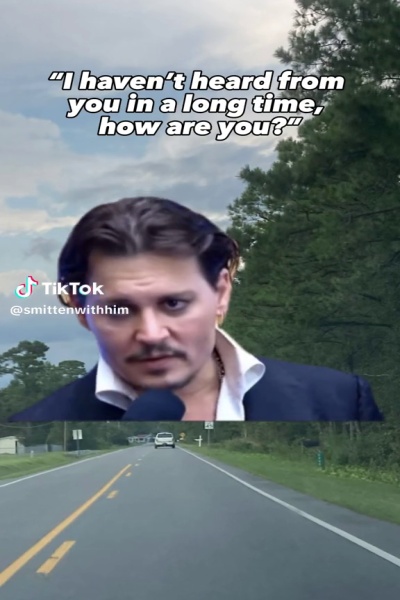 “I haven’t heard from
you in a long time,
how are you?”
TikTok
@smittenwithhim